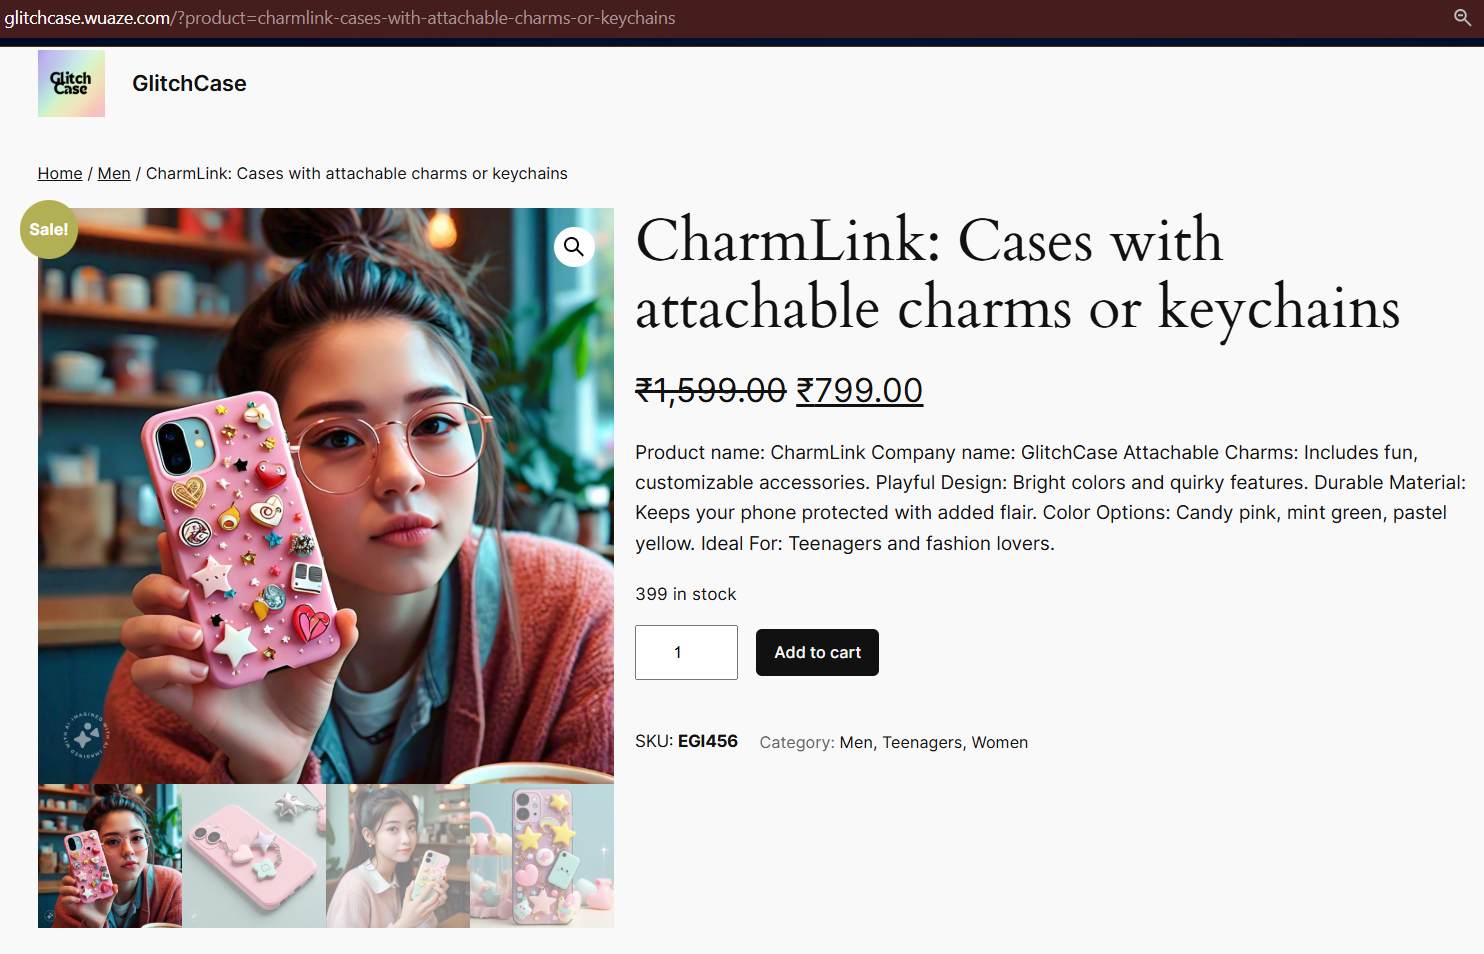 glitchcase.wuaze.com/?product=charmlink-cases-with-attachable-charms-or-keychains
Glitch
Case
GlitchCase
Home / Men / CharmLink: Cases with attachable charms or keychains
Sale!
CharmLink: Cases with
attachable charms or keychains
₹1,599.00 ₹799.00
Product name: CharmLink Company name: GlitchCase Attachable Charms: Includes fun,
customizable accessories. Playful Design: Bright colors and quirky features. Durable Material:
Keeps your phone protected with added flair. Color Options: Candy pink, mint green, pastel
yellow. Ideal For: Teenagers and fashion lovers.
399 in stock
1
Add to cart
SKU: EGI456 Category: Men, Teenagers, Women
IMAGINED WITH AI